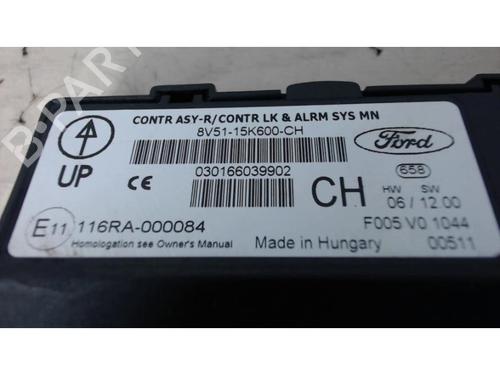 CONTR ASY-R/CONTR LK & ALRM SYS MN
8V51-15K600-CH
Ford
UP
CE
030166039902
CH
658
HW SW
06 / 12.00
E11 116RA-000084
F005 V0 1044
Homologation see Owner's Manual
Made in Hungary
00511
B-PARTS